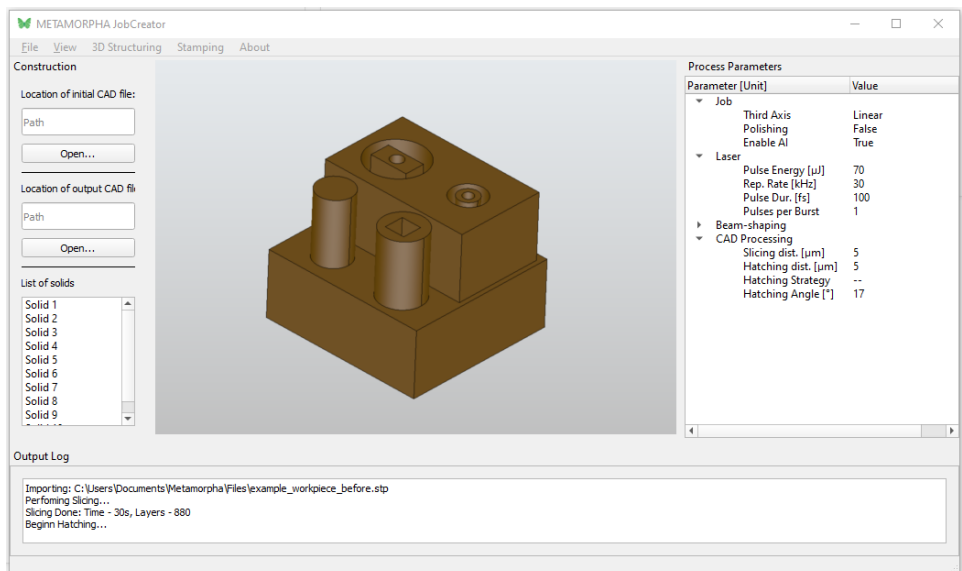 METAMORPHA JobCreator
File View 3D Structuring Stamping About
Construction
Location of initial CAD file:
Path
Open...
Location of output CAD fil
Path
Open...
List of solids
Solid 1
Solid 2
Solid 3
Solid 4
Solid 5
Solid 6
Solid 7
Solid 8
Solid 9
Process Parameters
Parameter [Unit] Value
Job
Third Axis Linear
Polishing False
Enable AI True
Laser
Pulse Energy [µJ] 70
Rep. Rate [kHz] 30
Pulse Dur. [fs] 100
Pulses per Burst 1
Beam-shaping
CAD Processing
Slicing dist. [µm] 5
Hatching dist. [µm] 5
Hatching Strategy --
Hatching Angle [°] 17
Output Log
Importing: C:\Users\Documents\Metamorpha\Files\example_workpiece_before.stp
Perfoming Slicing...
Slicing Done: Time - 30s, Layers - 880
Beginn Hatching...